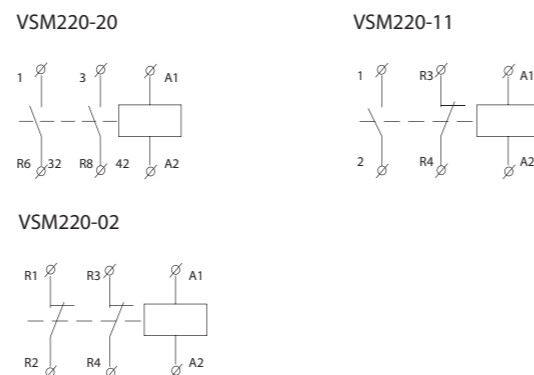 VSM220-20
1 3 A1
R6 32 R8 42 A2
VSM220-11
1 R3 A1
2 R4 A2
VSM220-02
R1 R3 A1
R2 R4 A2